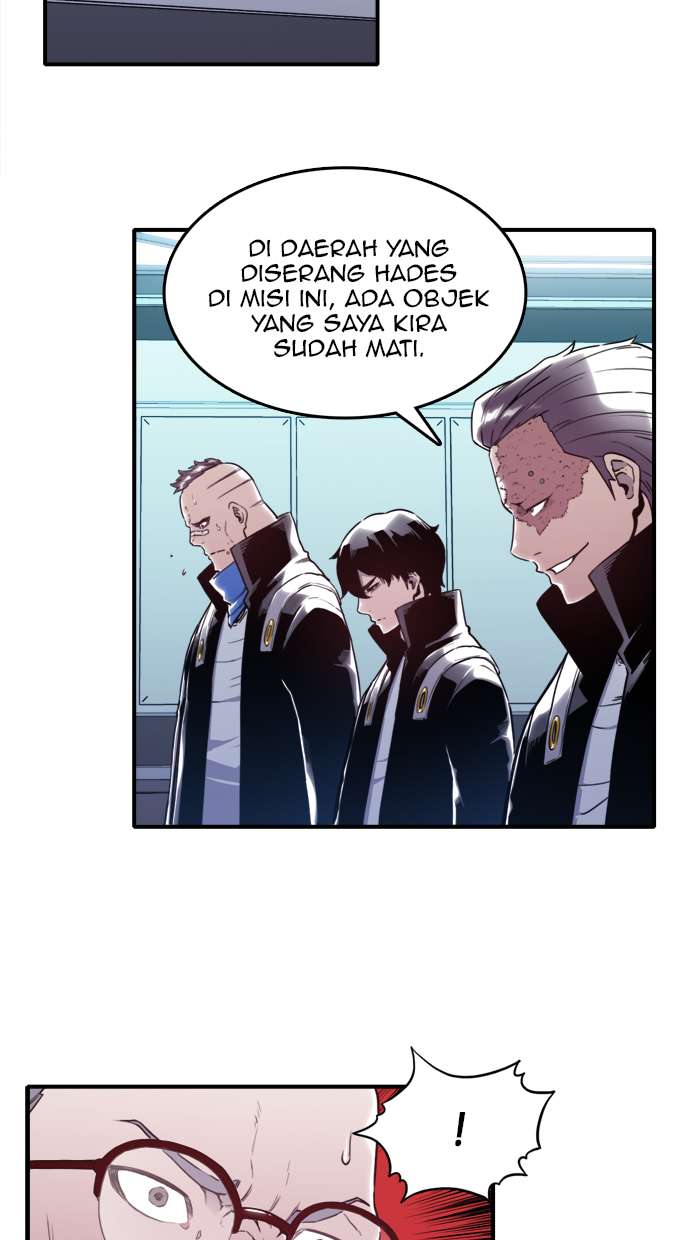 DI DAERAH YANG
DISERANG HADES
DI MISI INI, ADA OBJEK
YANG SAYA KIRA
SUDAH MATI.
!